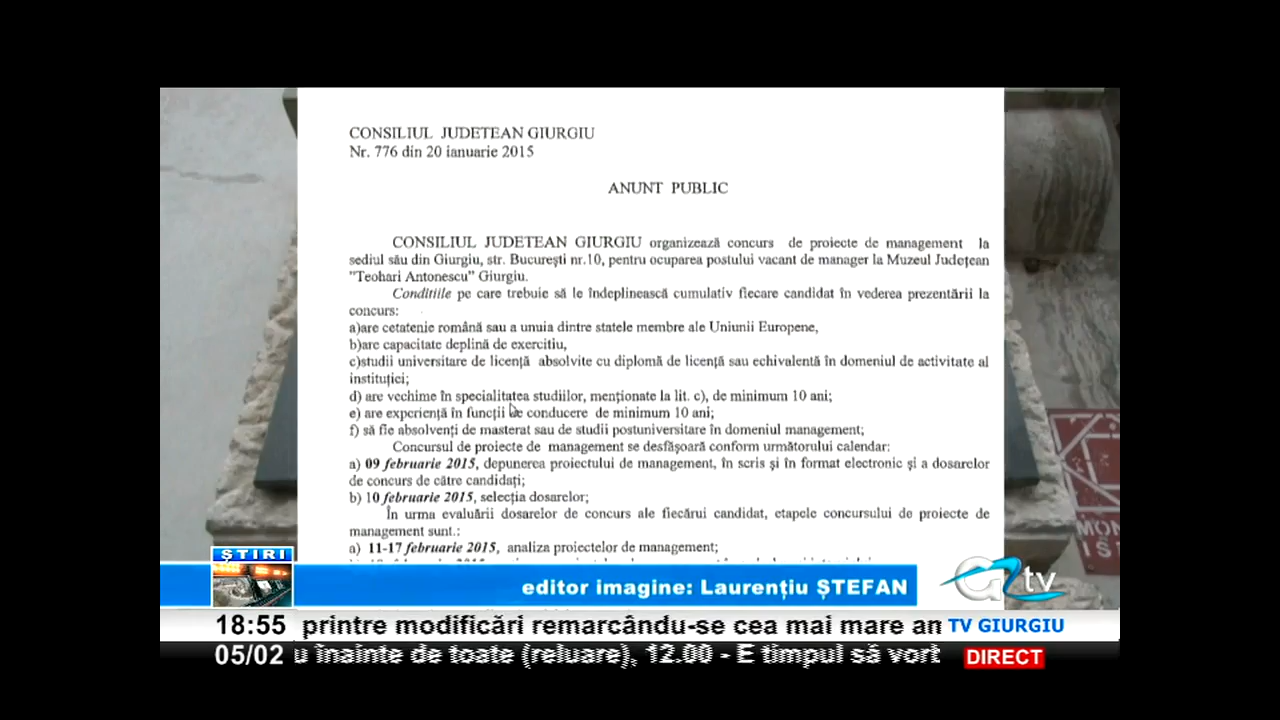 CONSILIUL JUDETEAN GIURGIU
Nr. 776 din 20 ianuarie 2015
ANUNT PUBLIC
CONSILIUL JUDETEAN GIURGIU organizează concurs de proiecte de management la
sediul său din Giurgiu, str. București nr.10, pentru ocuparea postului vacant de manager la Muzeul Județean
"Teohari Antonescu" Giurgiu.
Conditiile pe care trebuie să le îndeplinească cumulativ fiecare candidat în vederea prezentării la
concurs:
a)are cetatenie română sau a unuia dintre statele membre ale Uniunii Europene,
b)are capacitate deplină de exercitiu,
c)studii universitare de licență absolvite cu diplomă de licență sau echivalentă în domeniul de activitate al
instituției;
d) are vechime în specialitatea studiilor, menționate la lit. c), de minimum 10 ani;
e) are experiență în funcții de conducere de minimum 10 ani;
f) să fie absolvenți de masterat sau de studii postuniversitare în domeniul management;
Concursul de proiecte de management se desfășoară conform următorului calendar:
a) 09 februarie 2015, depunerea proiectului de management, în scris și în format electronic și a dosarelor
de concurs de către candidați;
b) 10 februarie 2015, selecția dosarelor;
În urma evaluării dosarelor de concurs ale fiecărui candidat, etapele concursului de proiecte de
management sunt.:
a) 11-17 februarie 2015, analiza proiectelor de management;
MON
IST
ȘTIRI
editor imagine: Laurențiu ȘTEFAN
tv
18:55 printre modificări remarcându-se cea mai mare an TV GIURGIU
05/02 u înainte de toate (reluare), 12.00 - E timpul să vorb DIRECT